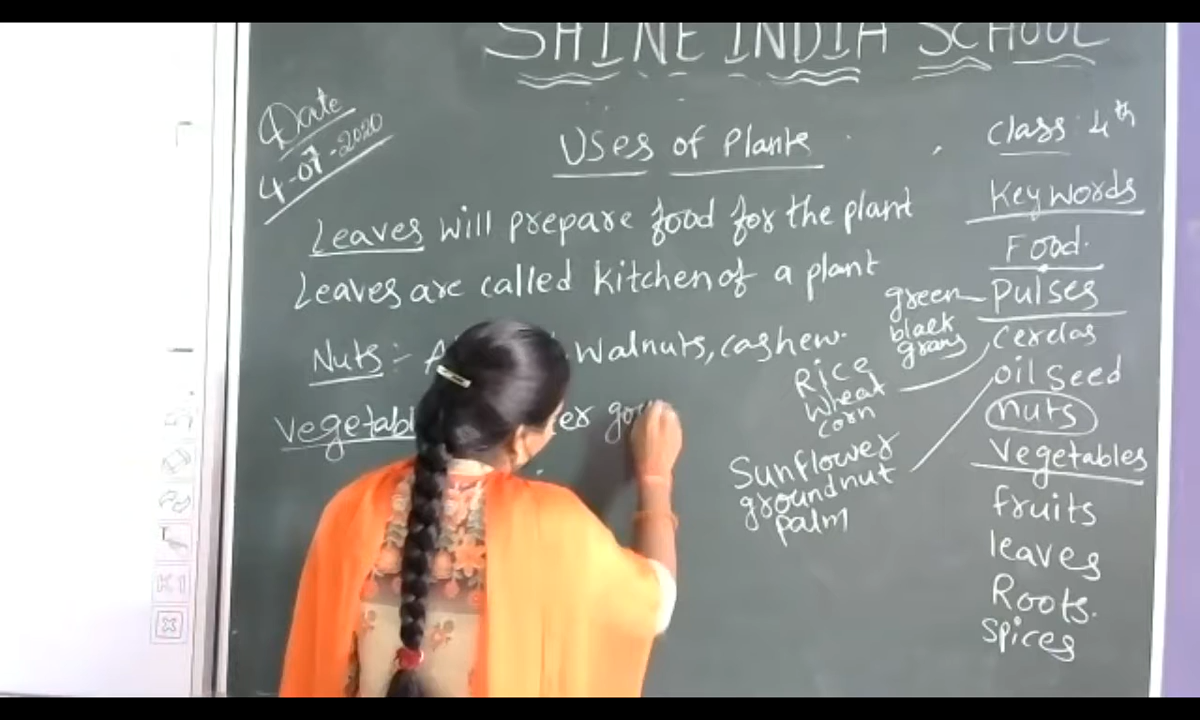 SHINE INDIA SCHOOL
Date
4-07-2020
Uses of Plants
Class : 4th
Leaves will prepare food for the plant
Leaves are called kitchen of a plant
Nuts :- Walnuts, cashew.
Keywords
Food.
green
black
gram
pulses
cerelas
Rice
wheat
corn
oil seed
Sunflower
groundnut
palm
nuts
Vegetables
fruits
leaves
Roots.
Spices